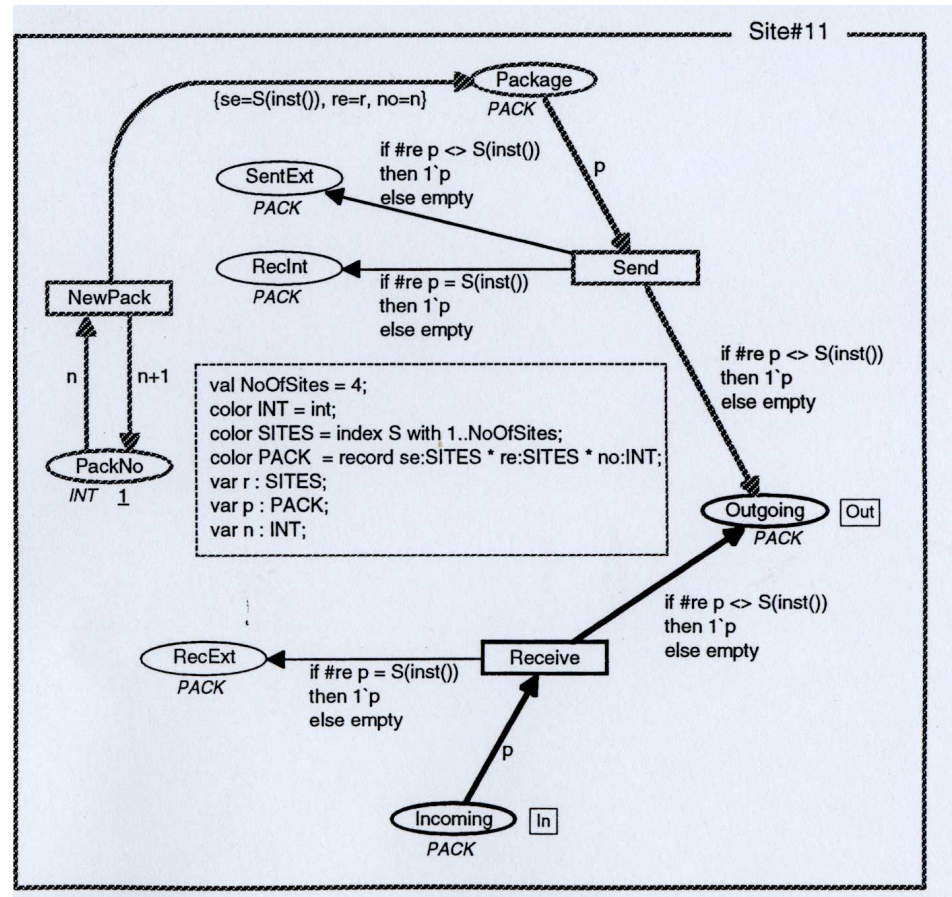 Site#11
Package
PACK
{se=S(inst()), re=r, no=n}
p
if #re p <> S(inst())
then 1`p
else empty
SentExt
PACK
Send
RecInt
PACK
if #re p = S(inst())
then 1`p
else empty
NewPack
n
n+1
if #re p <> S(inst())
then 1`p
else empty
val NoOfSites = 4;
color INT = int;
color SITES = index S with 1..NoOfSites;
color PACK = record se:SITES * re:SITES * no:INT;
var r : SITES;
var p : PACK;
var n : INT;
PackNo
INT 1
Outgoing
Out
PACK
if #re p <> S(inst())
then 1`p
else empty
RecExt
PACK
Receive
if #re p = S(inst())
then 1`p
else empty
p
Incoming
In
PACK